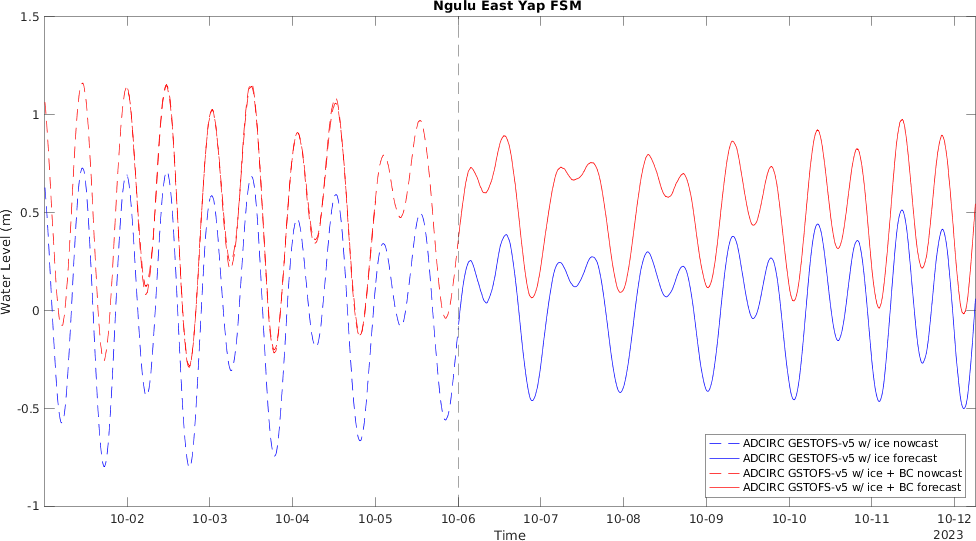 Ngulu East Yap FSM
1.5
1
0.5
0
-0.5
-1
Water Level (m)
10-02 10-03 10-04 10-05 10-06 10-07 10-08 10-09 10-10 10-11 10-12
Time
2023
ADCIRC GESTOFS-v5 w/ ice nowcast
ADCIRC GESTOFS-v5 w/ ice forecast
ADCIRC GSTOFS-v5 w/ ice + BC nowcast
ADCIRC GSTOFS-v5 w/ ice + BC forecast